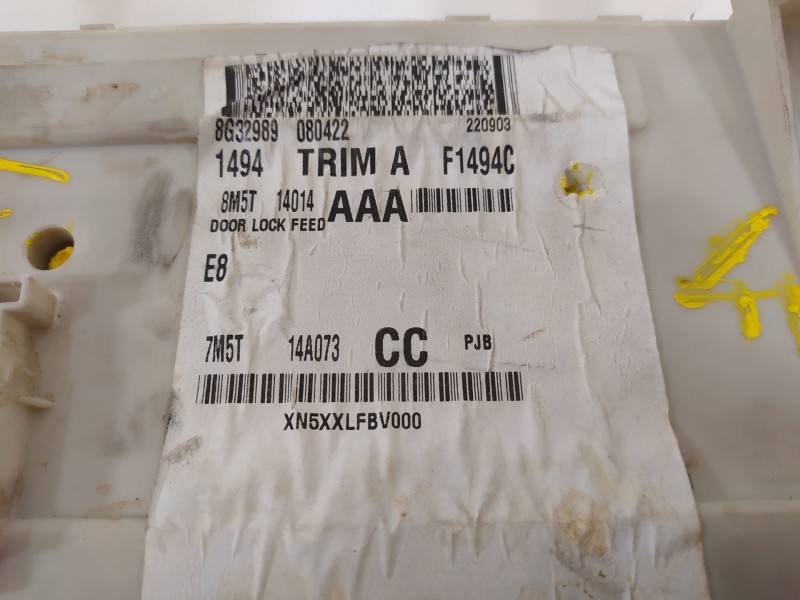 8G32989 080422 220903
1494 TRIM A F1494C
8M5T 14014 AAA
DOOR LOCK FEED
E8
7M5T 14A073 CC PJB
XN5XXLFBV000